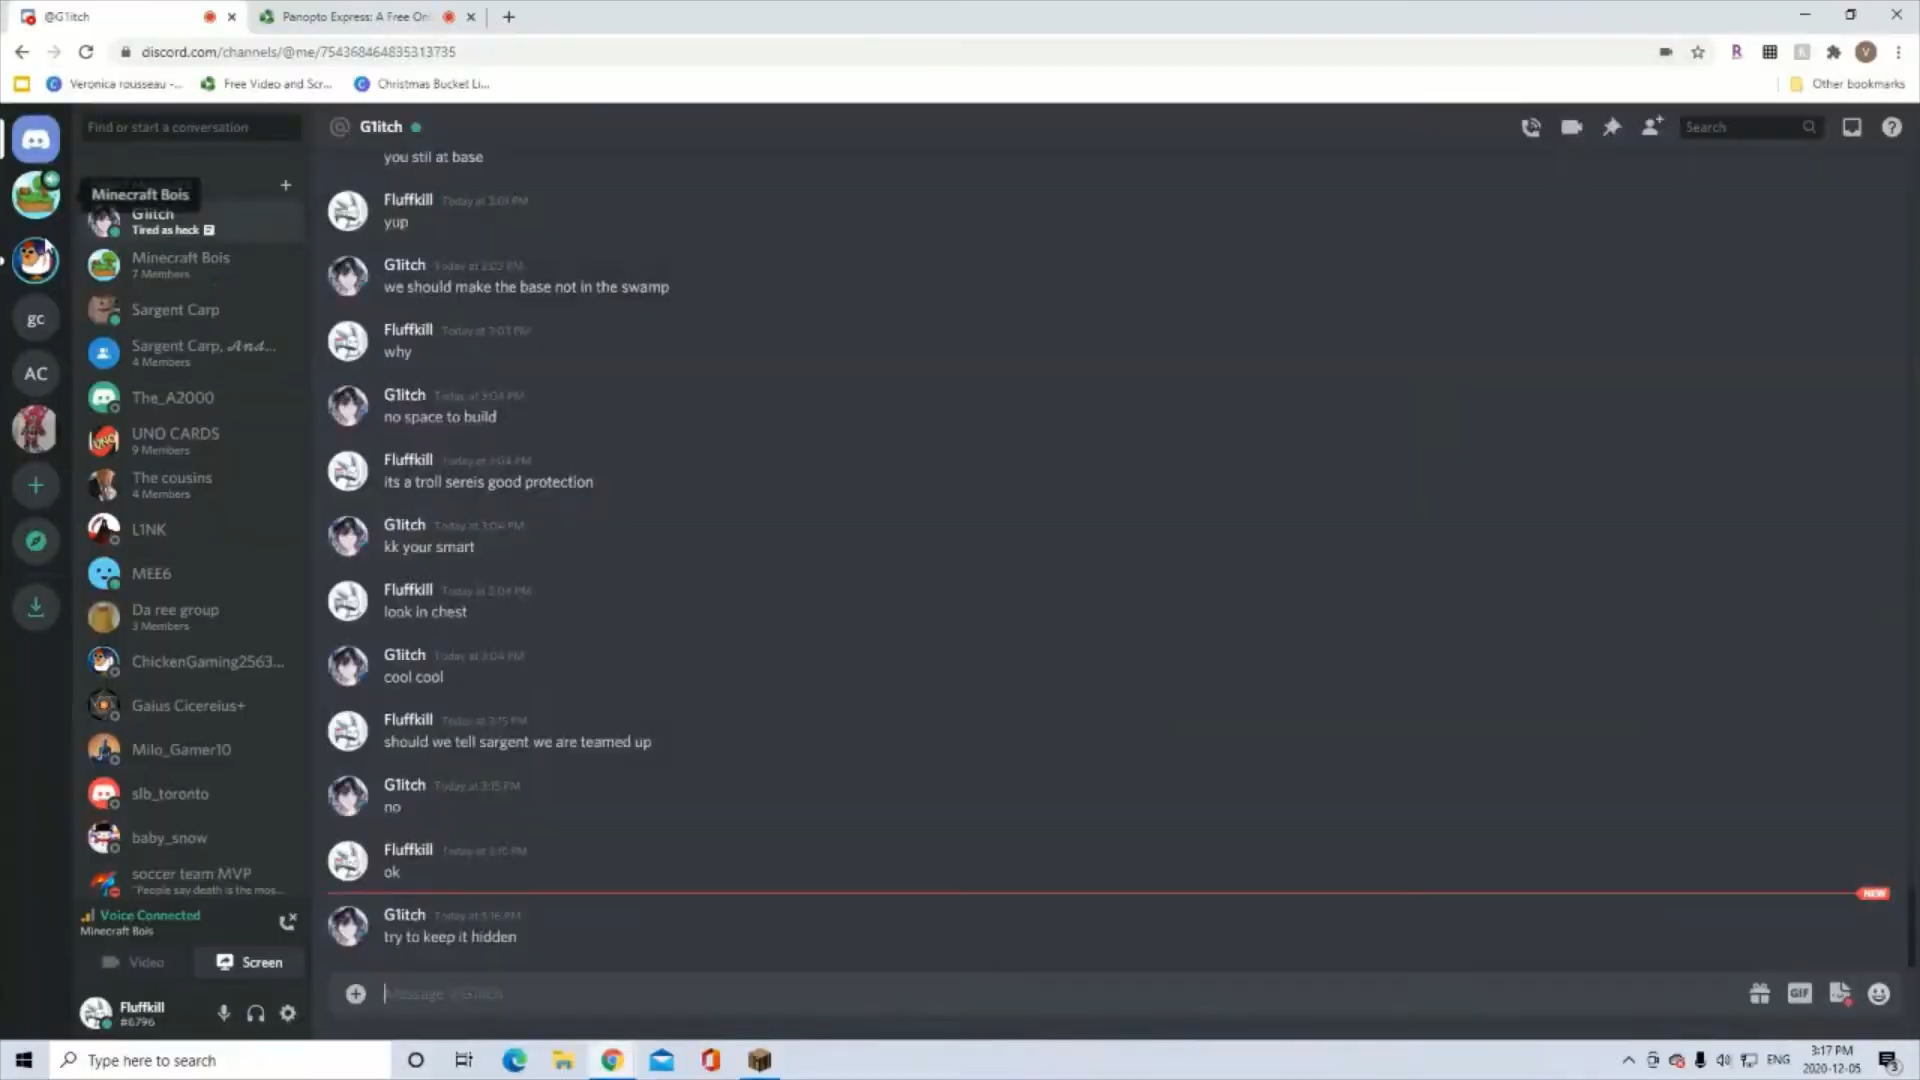 @G1itch
Panopto Express: A Free On
discord.com/channels/@me/754368464835313735
Veronica rousseau -...
Free Video and Scr...
Christmas Bucket Li...
Other bookmarks
Find or start a conversation
G1itch
Search
Minecraft Bois
G1itch
Tired as heck
Minecraft Bois
7 Members
Sargent Carp
Sargent Carp, 𝓐𝓷𝓭...
4 Members
The_A2000
UNO CARDS
9 Members
The cousins
4 Members
L1NK
MEE6
Da ree group
3 Members
ChickenGaming2563...
Gaius Cicereius+
Milo_Gamer10
slb_toronto
baby_snow
soccer team MVP
"People say death is the mos...
gc
AC
Voice Connected
Minecraft Bois
Video
Screen
Fluffkill
#6796
you stil at base
Fluffkill Today at 3:01 PM
yup
G1itch Today at 3:03 PM
we should make the base not in the swamp
Fluffkill Today at 3:03 PM
why
G1itch Today at 3:04 PM
no space to build
Fluffkill Today at 3:04 PM
its a troll sereis good protection
G1itch Today at 3:04 PM
kk your smart
Fluffkill Today at 3:04 PM
look in chest
G1itch Today at 3:04 PM
cool cool
Fluffkill Today at 3:15 PM
should we tell sargent we are teamed up
G1itch Today at 3:15 PM
no
Fluffkill Today at
ok
NEW
G1itch Today at 3:16 PM
try to keep it hidden
Message @G1itch
GIF
Type here to search
ENG
3:17 PM
2020-12-05
3